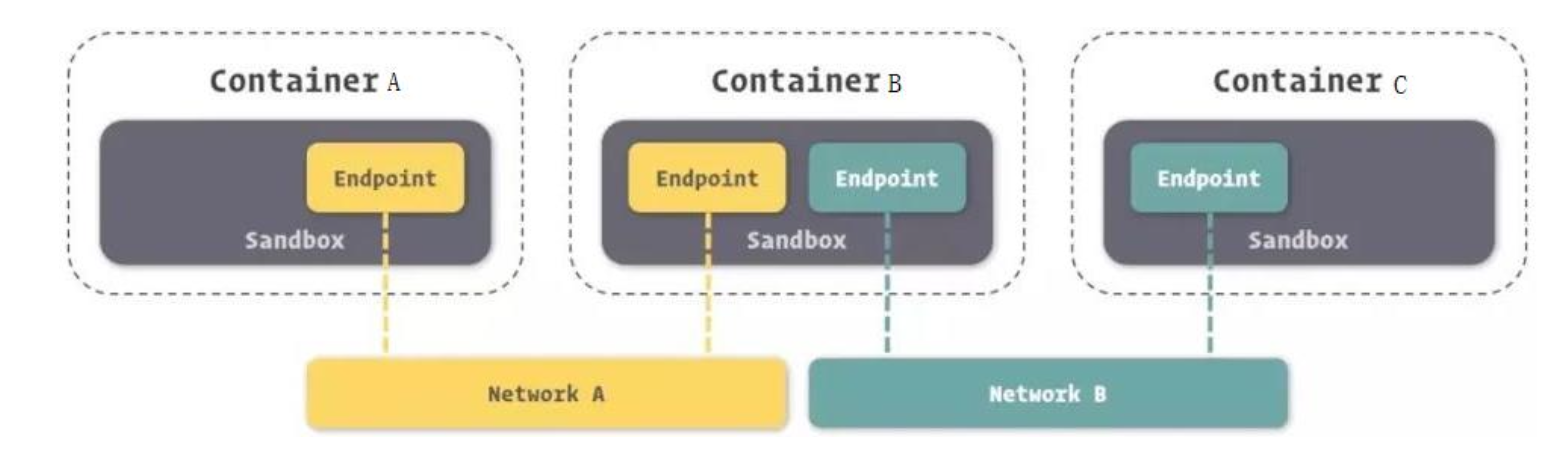 Container A
Container B
Container C
Endpoint
Endpoint
Endpoint
Endpoint
Sandbox
Sandbox
Sandbox
Network A
Network B